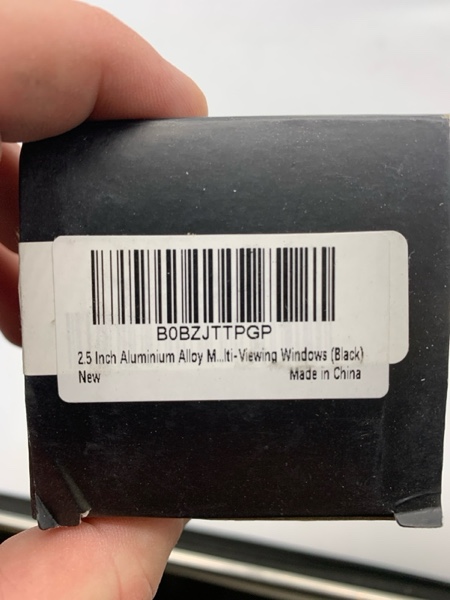 B0BZJTTPGP
2.5 Inch Aluminium Alloy M...lti-Viewing Windows (Black)
New Made in China